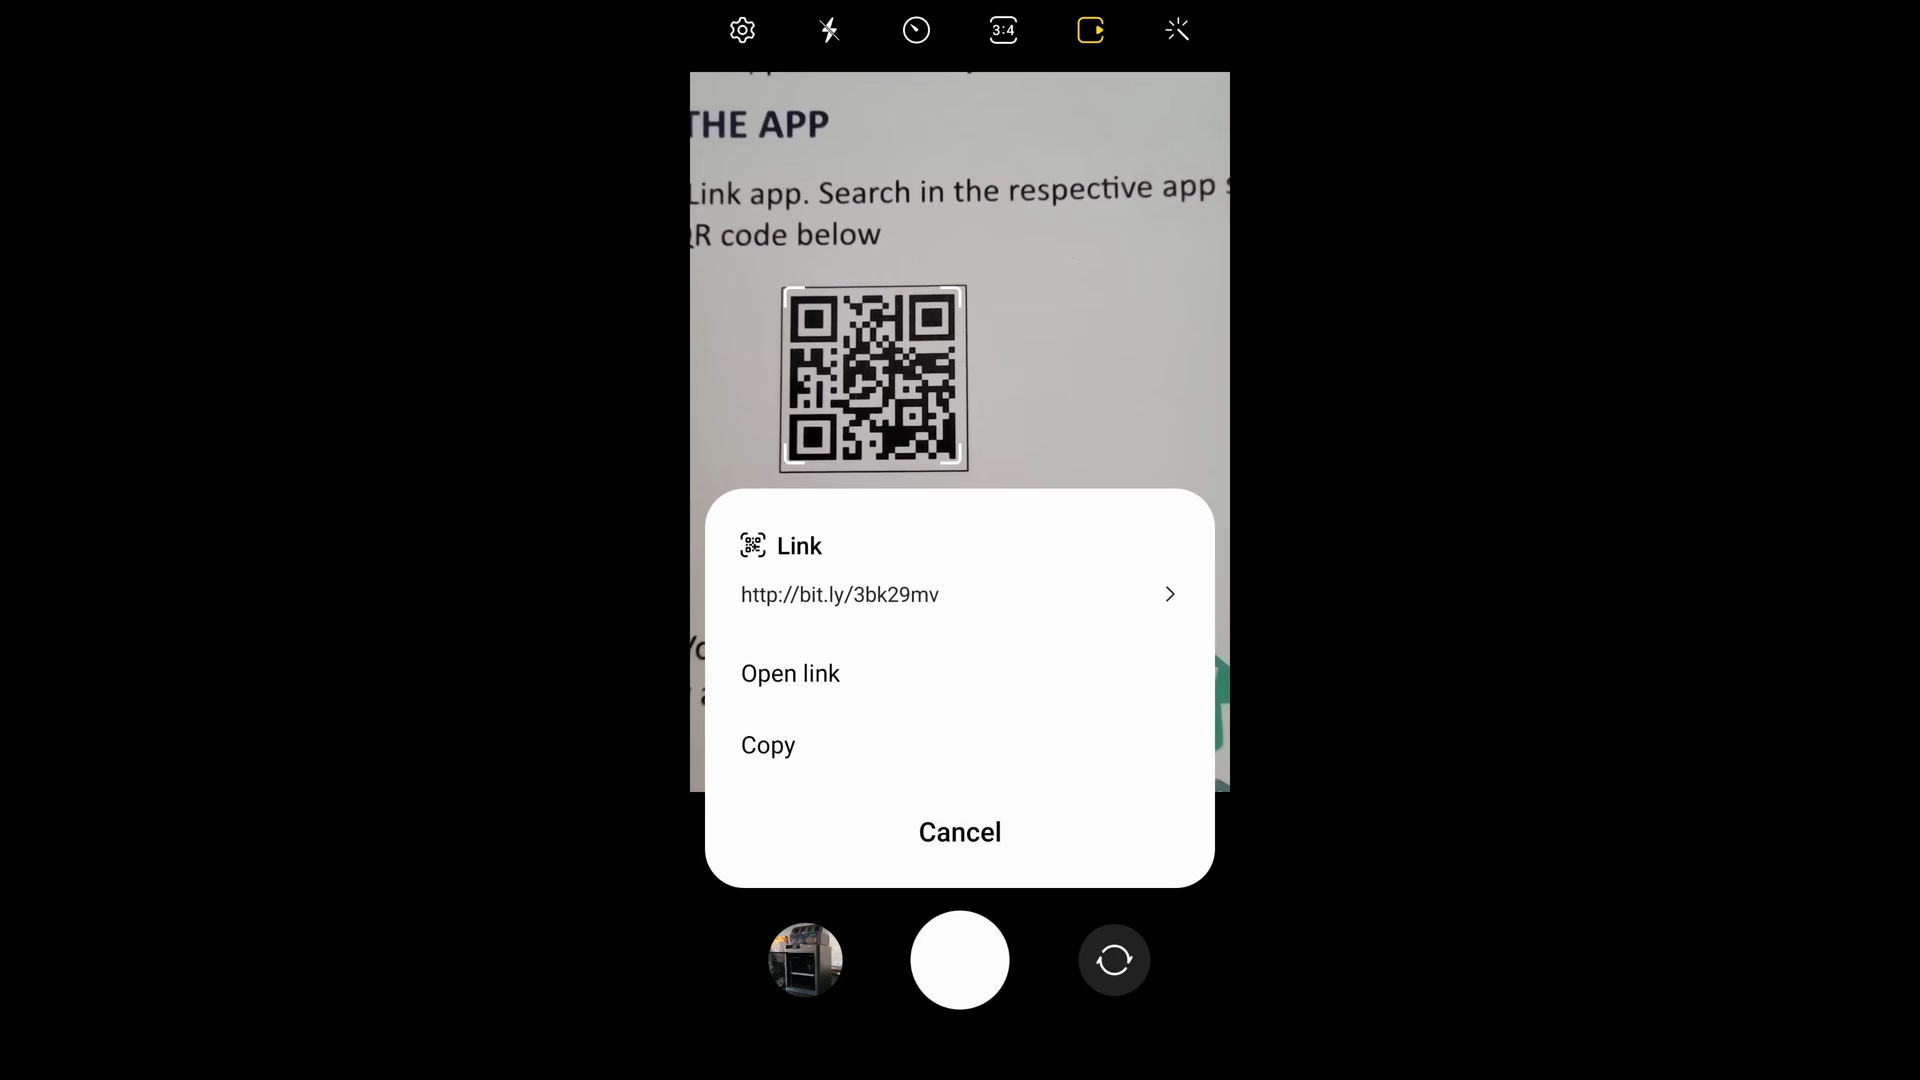 3:4
THE APP
Link app. Search in the respective app
QR code below
Link
http://bit.ly/3bk29mv
Open link
Copy
Cancel